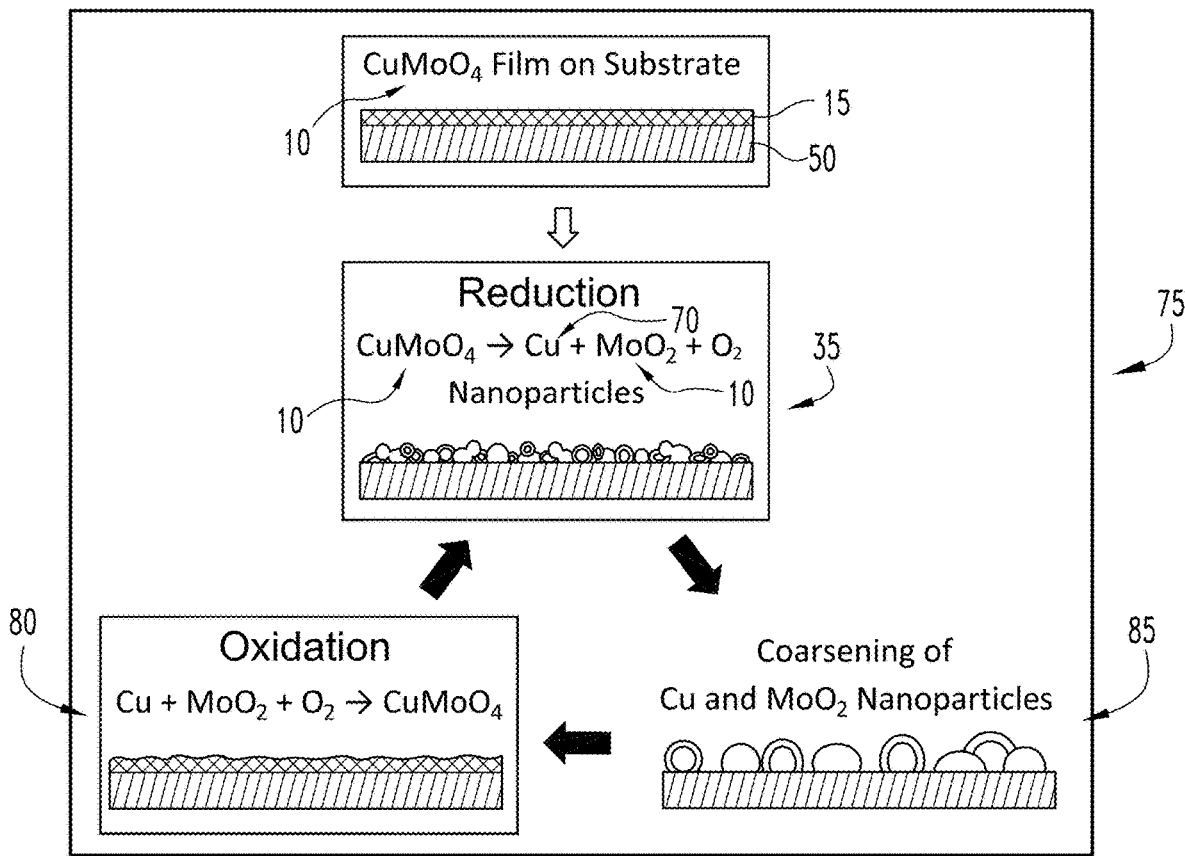 CuMoO₄ Film on Substrate
10
15
50
Reduction
70
CuMoO₄ → Cu + MoO₂ + O₂
10
Nanoparticles
10
35
75
80
Oxidation
Cu + MoO₂ + O₂ → CuMoO₄
Coarsening of
Cu and MoO₂ Nanoparticles
85